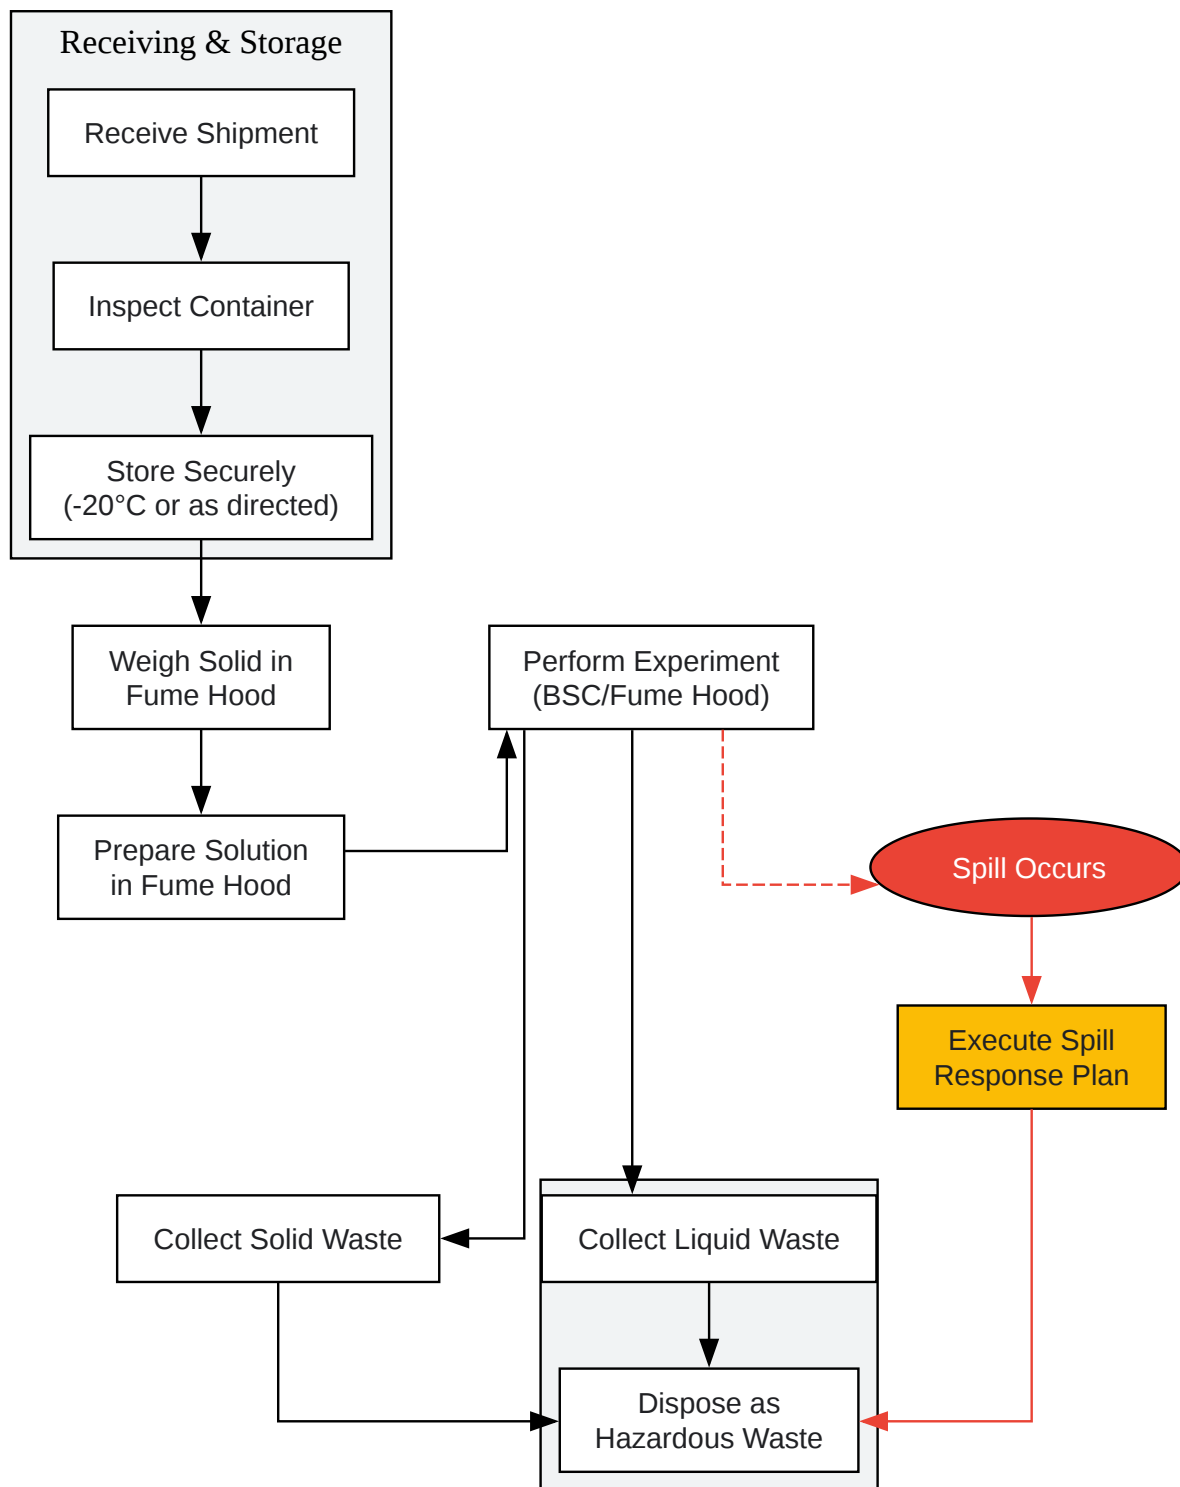 Receiving & Storage
Receive Shipment
Inspect Container
Store Securely
(-20°C or as directed)
Weigh Solid in
Fume Hood
Perform Experiment
(BSC/Fume Hood)
Prepare Solution
in Fume Hood
Spill Occurs
Execute Spill
Response Plan
Collect Solid Waste
Collect Liquid Waste
Dispose as
Hazardous Waste